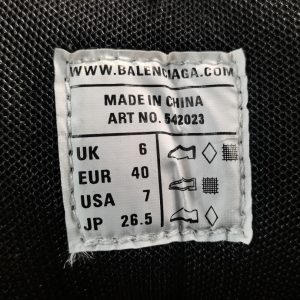 WWW.BALENCIAGA.COM
MADE IN CHINA
ART NO. 542023
UK 6
EUR 40
USA 7
JP 26.5